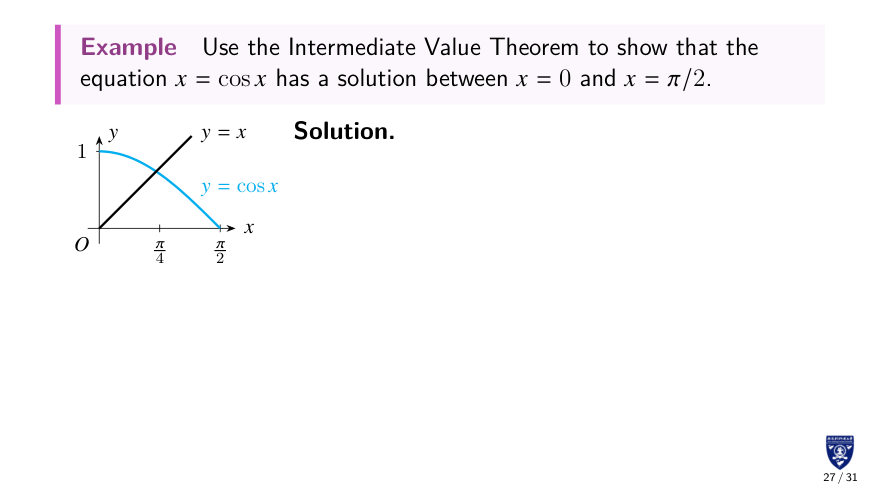 Example Use the Intermediate Value Theorem to show that the
equation x = cos x has a solution between x = 0 and x = π/2.
Solution.
y
y = x
1
y = cos x
x
O
π/4
π/2
27 / 31